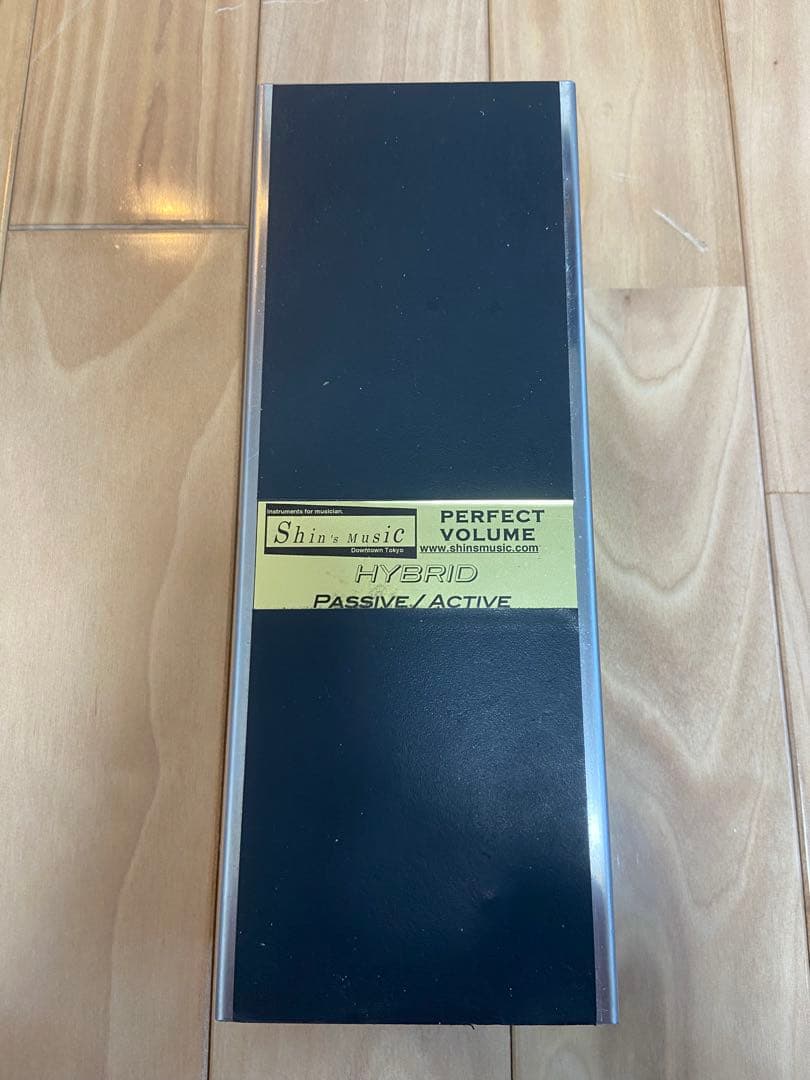 Instruments for musician.
Shin's Music
Downtown Tokyo
PERFECT
VOLUME
www.shinsmusic.com
HYBRID
PASSIVE/ACTIVE